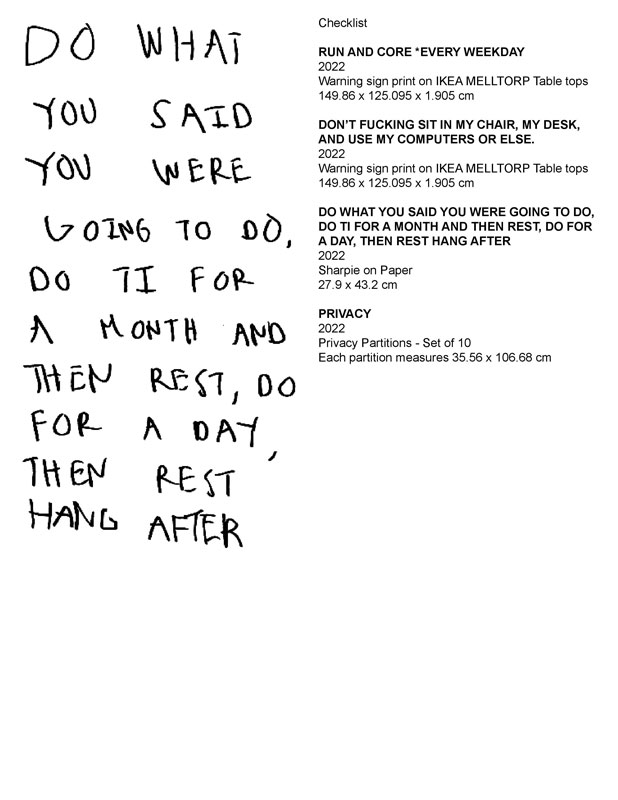 DO WHAT
YOU SAID
YOU WERE
GOING TO DO,
DO TI FOR
A MONTH AND
THEN REST, DO
FOR A DAY,
THEN REST
HANG AFTER
Checklist
RUN AND CORE *EVERY WEEKDAY
2022
Warning sign print on IKEA MELLTORP Table tops
149.86 x 125.095 x 1.905 cm
DON'T FUCKING SIT IN MY CHAIR, MY DESK,
AND USE MY COMPUTERS OR ELSE.
2022
Warning sign print on IKEA MELLTORP Table tops
149.86 x 125.095 x 1.905 cm
DO WHAT YOU SAID YOU WERE GOING TO DO,
DO TI FOR A MONTH AND THEN REST, DO FOR
A DAY, THEN REST HANG AFTER
2022
Sharpie on Paper
27.9 x 43.2 cm
PRIVACY
2022
Privacy Partitions - Set of 10
Each partition measures 35.56 x 106.68 cm